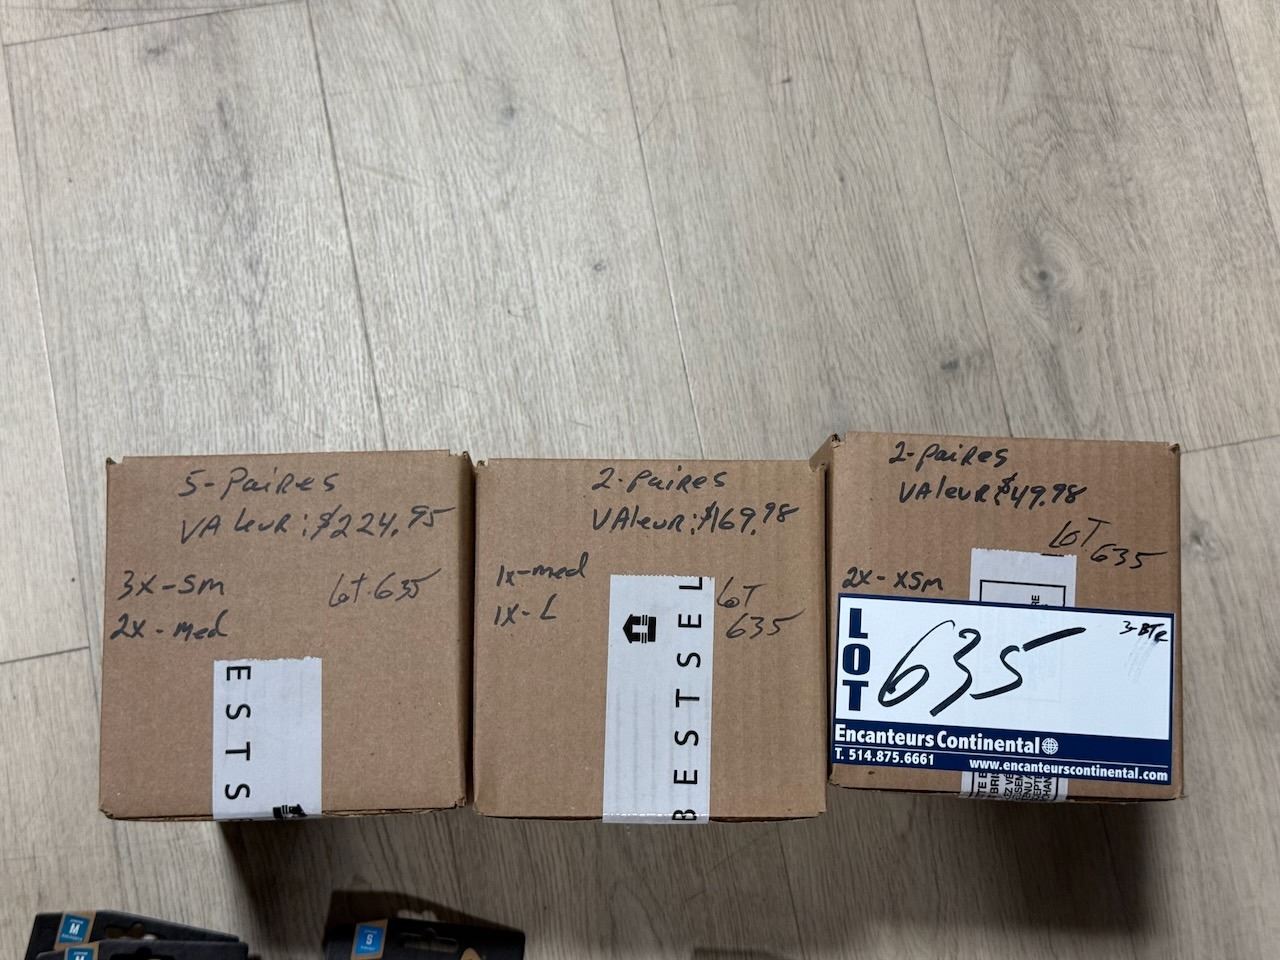 5-Paires
VALeuR: $224.95
3x-sm
2x-med
Lot.635
ESTS
2-Paires
VAleuR: $169.98
1x-med
1x-L
LOT
635
BESTSEL
2-PaiRes
VAleuR: $49.98
LOT
635
2x-xsm
LOT
635
Encanteurs Continental
T. 514.875.6661
www.encanteurscontinental.com
M
M
S